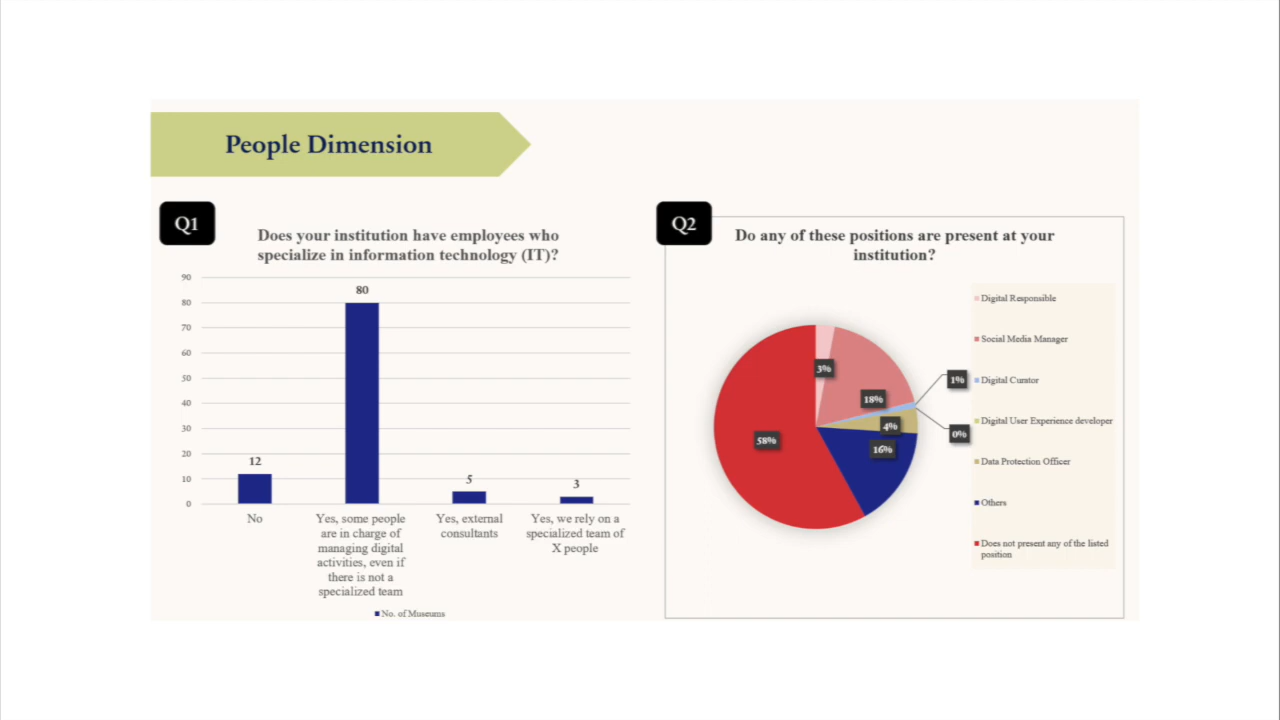 People Dimension
Q1
Does your institution have employees who
specialize in information technology (IT)?
90
80
70
60
50
40
30
20
10
0
12
80
5
3
No
Yes, some people
are in charge of
managing digital
activities, even if
there is not a
specialized team
Yes, external
consultants
Yes, we rely on a
specialized team of
X people
No. of Museums
Q2
Do any of these positions are present at your
institution?
3%
18%
1%
0%
4%
16%
58%
Digital Responsible
Social Media Manager
Digital Curator
Digital User Experience developer
Data Protection Officer
Others
Does not present any of the listed
position